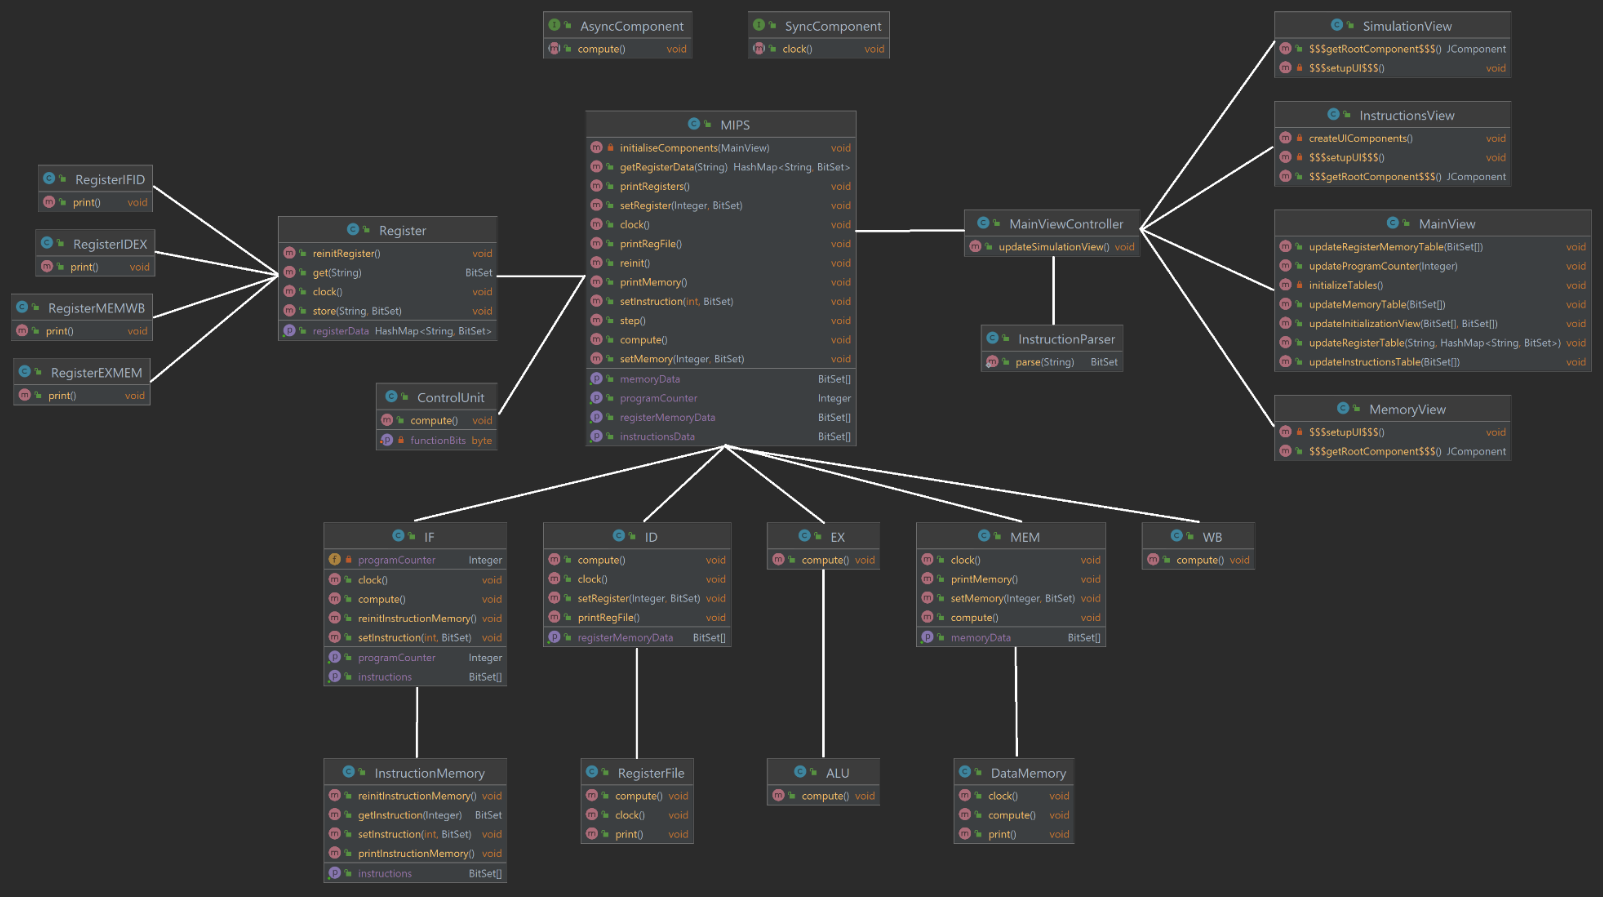 AsyncComponent
compute() void
SyncComponent
clock() void
SimulationView
$$$getRootComponent$$$() JComponent
$$$setupUI$$$() void
InstructionsView
createUIComponents() void
$$$setupUI$$$() void
$$$getRootComponent$$$() JComponent
MIPS
initialiseComponents(MainView) void
getRegisterData(String) HashMap<String, BitSet>
printRegisters() void
setRegister(Integer, BitSet) void
clock() void
printRegFile() void
reinit() void
printMemory() void
setInstruction(int, BitSet) void
step() void
compute() void
setMemory(Integer, BitSet) void
memoryData BitSet[]
programCounter Integer
registerMemoryData BitSet[]
instructionsData BitSet[]
RegisterIFID
print() void
RegisterIDEX
print() void
RegisterMEMWB
print() void
RegisterEXMEM
print() void
Register
reinitRegister() void
get(String) BitSet
clock() void
store(String, BitSet) void
registerData HashMap<String, BitSet>
ControlUnit
compute() void
functionBits byte
MainViewController
updateSimulationView() void
InstructionParser
parse(String) BitSet
MainView
updateRegisterMemoryTable(BitSet[]) void
updateProgramCounter(Integer) void
initializeTables() void
updateMemoryTable(BitSet[]) void
updateInitializationView(BitSet[], BitSet[]) void
updateRegisterTable(String, HashMap<String, BitSet>) void
updateInstructionsTable(BitSet[]) void
MemoryView
$$$setupUI$$$() void
$$$getRootComponent$$$() JComponent
IF
programCounter Integer
clock() void
compute() void
reinitInstructionMemory() void
setInstruction(int, BitSet) void
programCounter Integer
instructions BitSet[]
ID
compute() void
clock() void
setRegister(Integer, BitSet) void
printRegFile() void
registerMemoryData BitSet[]
EX
compute() void
MEM
clock() void
printMemory() void
setMemory(Integer, BitSet) void
compute() void
memoryData BitSet[]
WB
compute() void
InstructionMemory
reinitInstructionMemory() void
getInstruction(Integer) BitSet
setInstruction(int, BitSet) void
printInstructionMemory() void
instructions BitSet[]
RegisterFile
compute() void
clock() void
print() void
ALU
compute() void
DataMemory
clock() void
compute() void
print() void